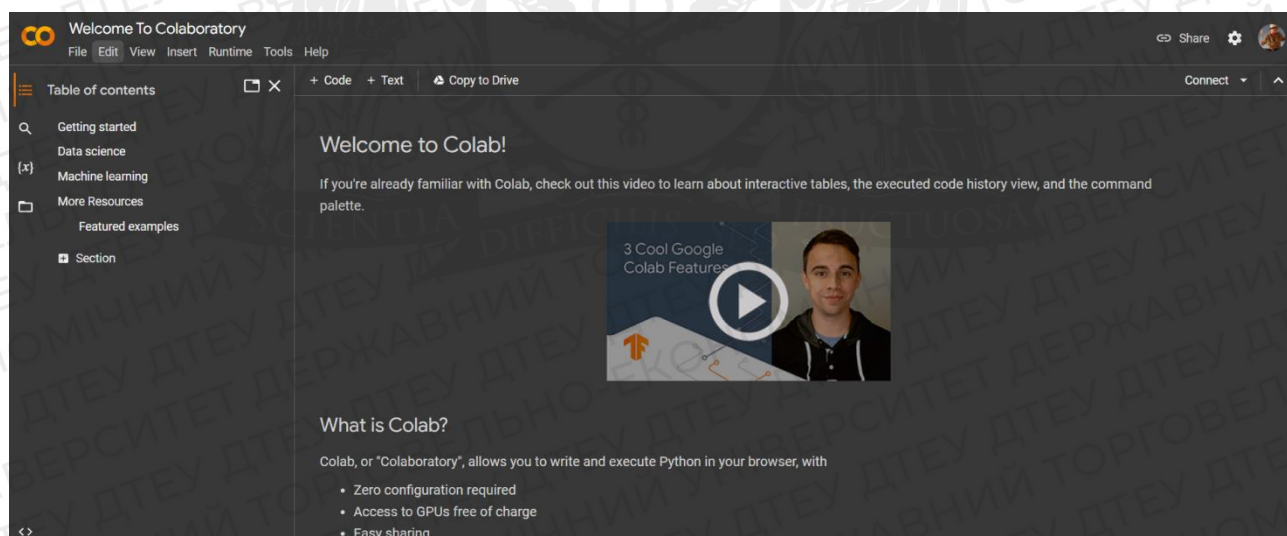 Welcome To Colaboratory
File Edit View Insert Runtime Tools Help
Share
Table of contents
+ Code + Text Copy to Drive
Connect
Getting started
Data science
{x}
Machine learning
More Resources
Featured examples
Section
Welcome to Colab!
If you're already familiar with Colab, check out this video to learn about interactive tables, the executed code history view, and the command
palette.
3 Cool Google
Colab Features
What is Colab?
Colab, or "Colaboratory", allows you to write and execute Python in your browser, with
• Zero configuration required
• Access to GPUs free of charge
• Easy sharing
<>